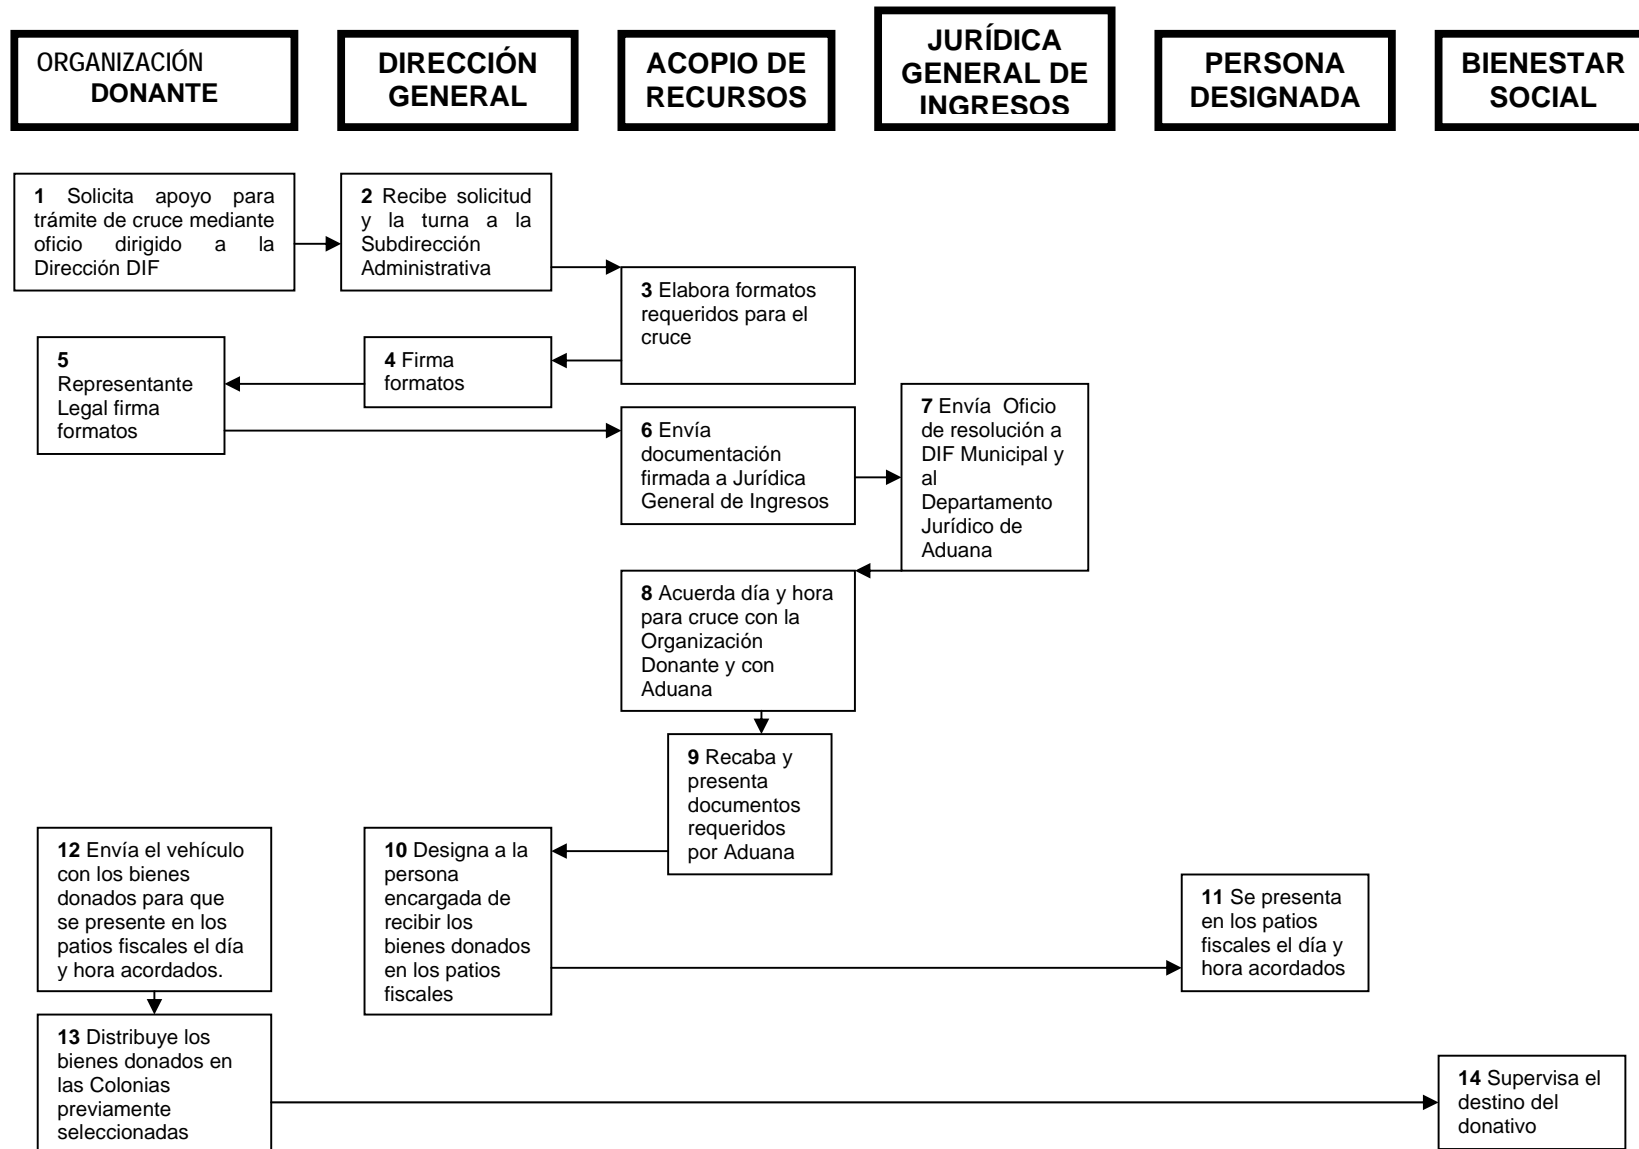 ORGANIZACIÓN
DONANTE
DIRECCIÓN
GENERAL
ACOPIO DE
RECURSOS
JURÍDICA
GENERAL DE
INGRESOS
PERSONA
DESIGNADA
BIENESTAR
SOCIAL
1 Solicita apoyo para
trámite de cruce mediante
oficio dirigido a la
Dirección DIF
2 Recibe solicitud
y la turna a la
Subdirección
Administrativa
3 Elabora formatos
requeridos para el
cruce
4 Firma
formatos
5
Representante
Legal firma
formatos
6 Envía
documentación
firmada a Jurídica
General de Ingresos
7 Envía Oficio
de resolución a
DIF Municipal y
al
Departamento
Jurídico de
Aduana
8 Acuerda día y hora
para cruce con la
Organización
Donante y con
Aduana
9 Recaba y
presenta
documentos
requeridos
por Aduana
10 Designa a la
persona
encargada de
recibir los
bienes donados
en los patios
fiscales
11 Se presenta
en los patios
fiscales el día y
hora acordados
12 Envía el vehículo
con los bienes
donados para que
se presente en los
patios fiscales el día
y hora acordados.
13 Distribuye los
bienes donados en
las Colonias
previamente
seleccionadas
14 Supervisa el
destino del
donativo